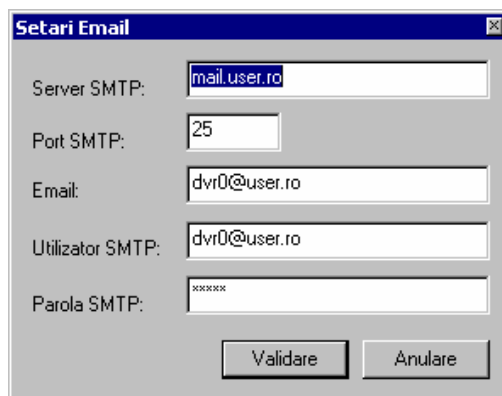 Setari Email
Server SMTP: mail.user.ro
Port SMTP: 25
Email: dvr0@user.ro
Utilizator SMTP: dvr0@user.ro
Parola SMTP: *****
Validare Anulare